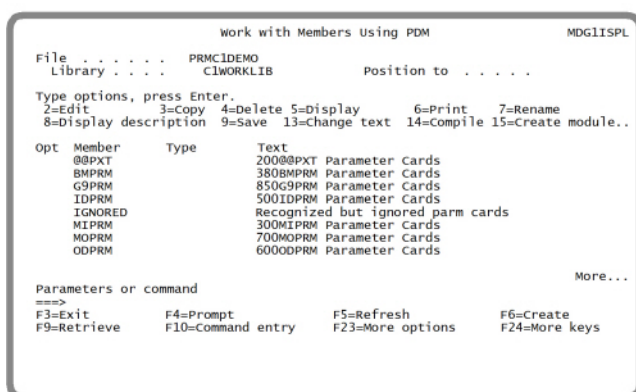 Work with Members Using PDM MDG1ISPL
File . . . . . . PRMC1DEMO
Library . . . . C1WORKLIB Position to . . . . .
Type options, press Enter.
2=Edit 3=Copy 4=Delete 5=Display 6=Print 7=Rename
8=Display description 9=Save 13=Change text 14=Compile 15=Create module..
Opt Member Type Text
@@PXT 200@@PXT Parameter Cards
BMPRM 380BMPRM Parameter Cards
G9PRM 850G9PRM Parameter Cards
IDPRM 500IDPRM Parameter Cards
IGNORED Recognized but ignored parm cards
MIPRM 300MIPRM Parameter Cards
MOPRM 700MOPRM Parameter Cards
ODPRM 600ODPRM Parameter Cards
More...
Parameters or command
===>
F3=Exit F4=Prompt F5=Refresh F6=Create
F9=Retrieve F10=Command entry F23=More options F24=More keys